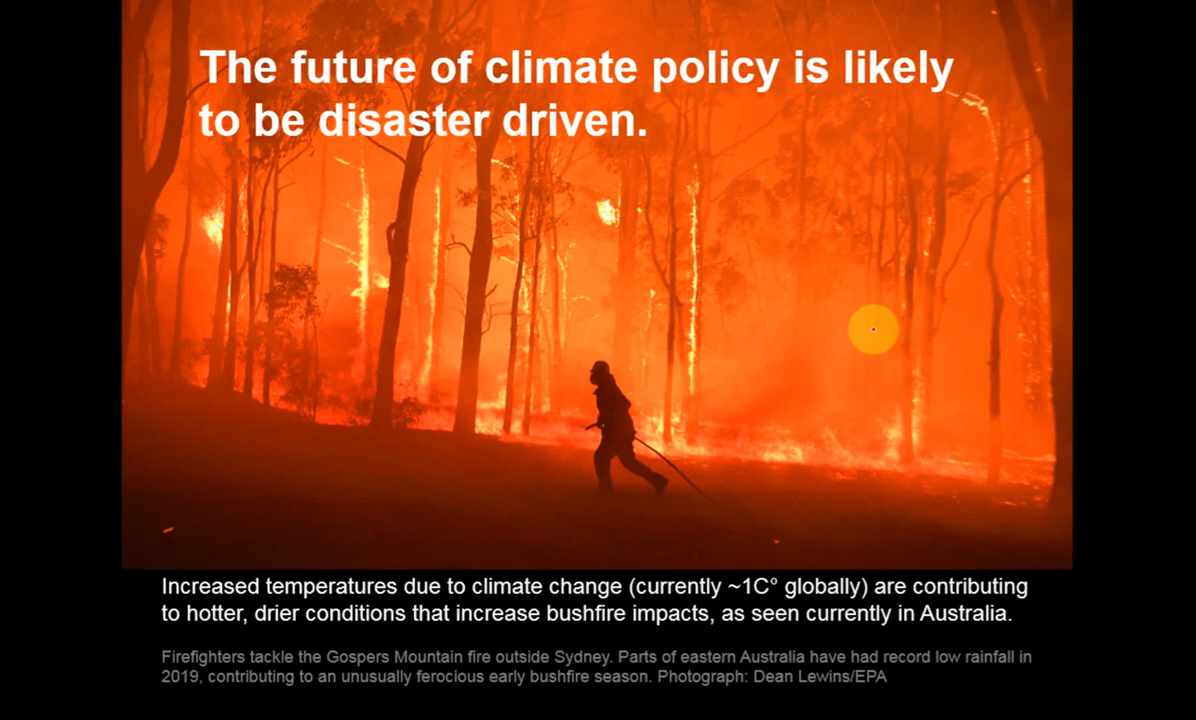 The future of climate policy is likely
to be disaster driven.
Increased temperatures due to climate change (currently ~1C° globally) are contributing
to hotter, drier conditions that increase bushfire impacts, as seen currently in Australia.
Firefighters tackle the Gospers Mountain fire outside Sydney. Parts of eastern Australia have had record low rainfall in
2019, contributing to an unusually ferocious early bushfire season. Photograph: Dean Lewins/EPA